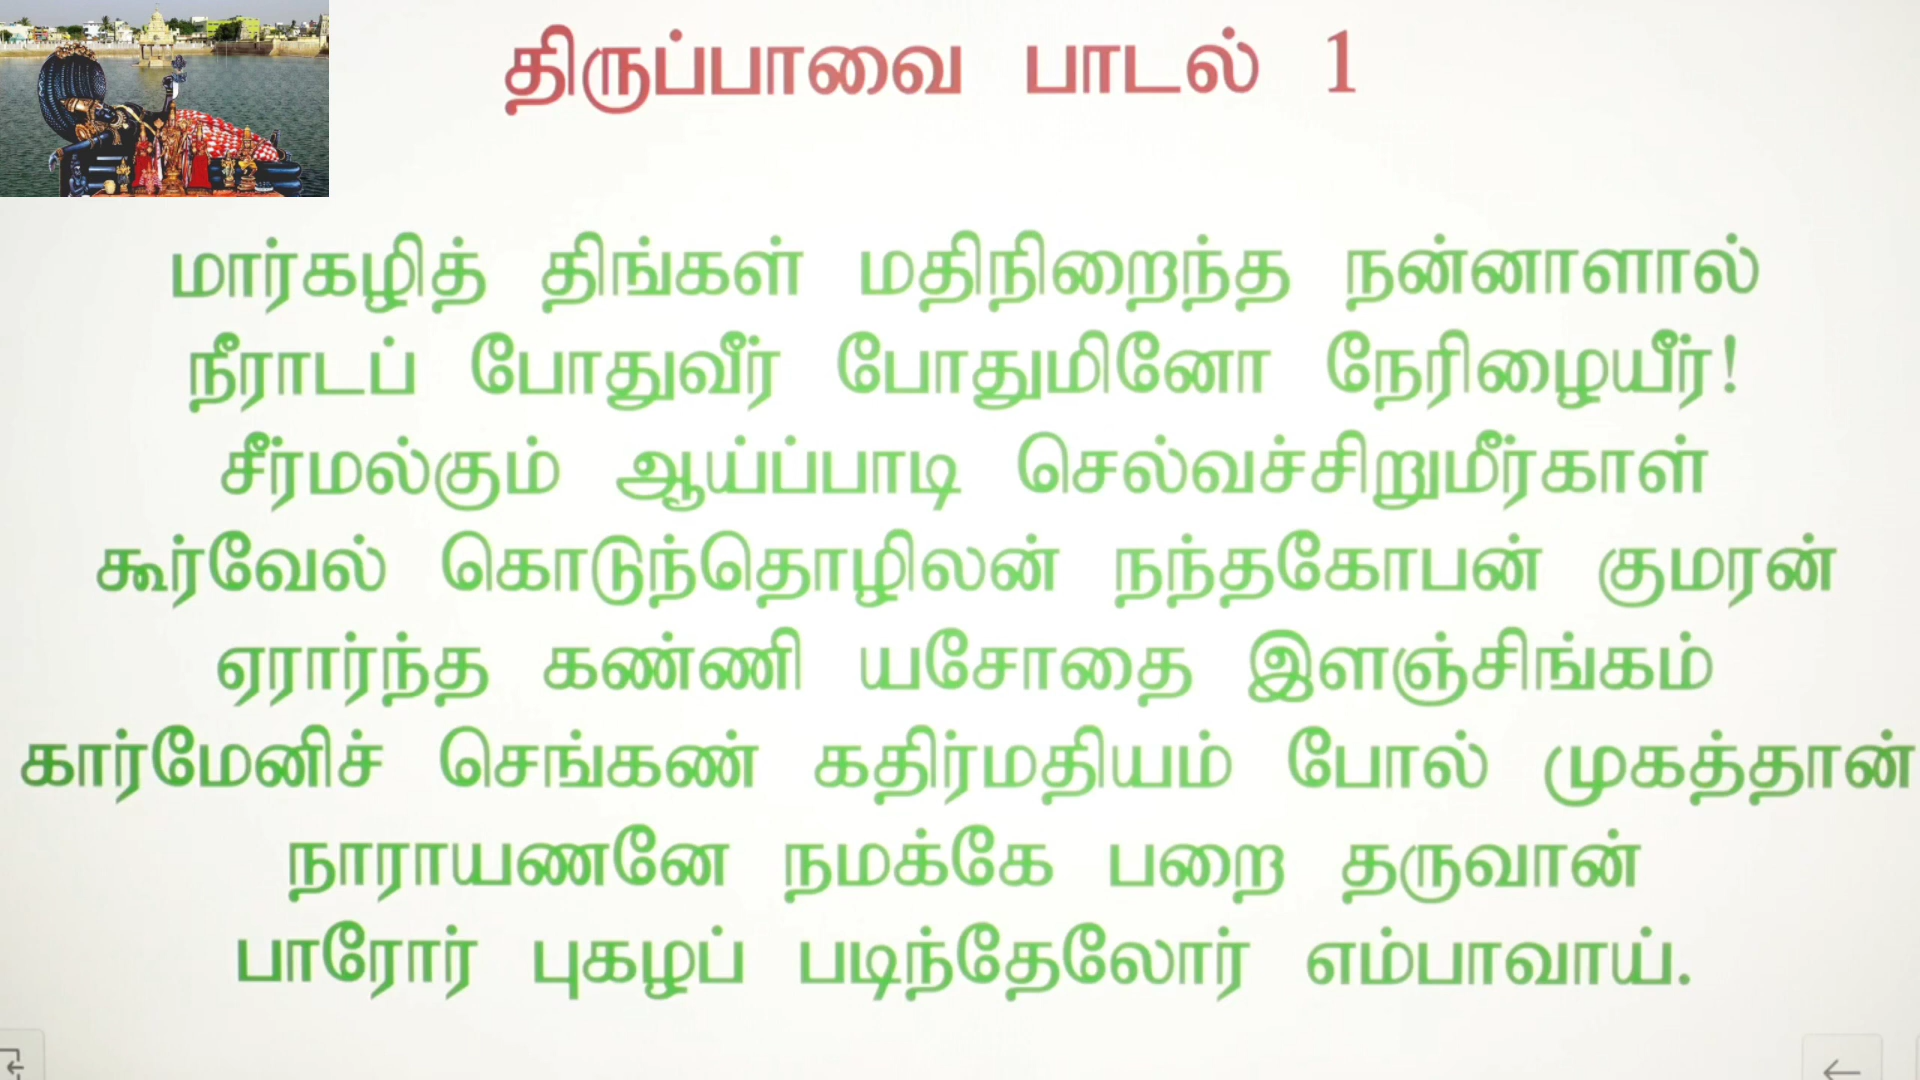 திருப்பாவை பாடல் 1
மார்கழித் திங்கள் மதிநிறைந்த நன்னாளால்
நீராடப் போதுவீர் போதுமினோ நேரிழையீர்!
சீர்மல்கும் ஆய்ப்பாடி செல்வச்சிறுமீர்காள்
கூர்வேல் கொடுந்தொழிலன் நந்தகோபன் குமரன்
ஏரார்ந்த கண்ணி யசோதை இளஞ்சிங்கம்
கார்மேனிச் செங்கண் கதிர்மதியம் போல் முகத்தான்
நாராயணனே நமக்கே பறை தருவான்
பாரோர் புகழப் படிந்தேலோர் எம்பாவாய்.